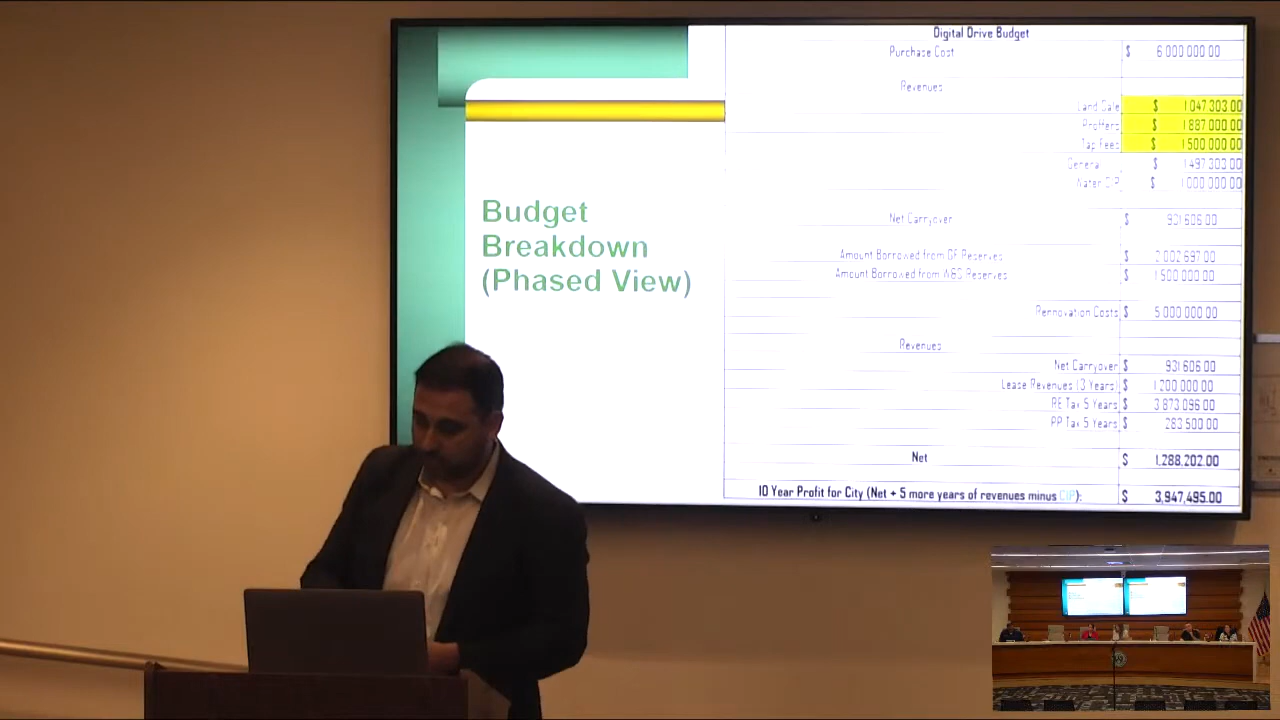 Budget
Breakdown
(Phased View)
Digital Drive Budget
Purchase Cost $ 6 000 000 00
Revenues
Land Sale $ 1 047 303 00
Proffers $ 1 887 000 00
Tap Fees $ 1 500 000 00
Genera $ 1 497 303 00
Water CIP $ 1 000 000 00
Net Carryover $ 931 606 00
Amount Borrowed from GF Reserves $ 2 002 697 00
Amount Borrowed from W&S Reserves $ 1 500 000 00
Rennovation Costs $ 5 000 000 00
Revenues
Net Carryover $ 931 606 00
Lease Revenues (3 Years) $ 1 200 000 00
RE Tax 5 Years $ 3 873 096 00
PP Tax 5 Years $ 283 500 00
Net $ 1,288,202.00
10 Year Profit for City (Net + 5 more years of revenues minus CIP): $ 3,947,495.00